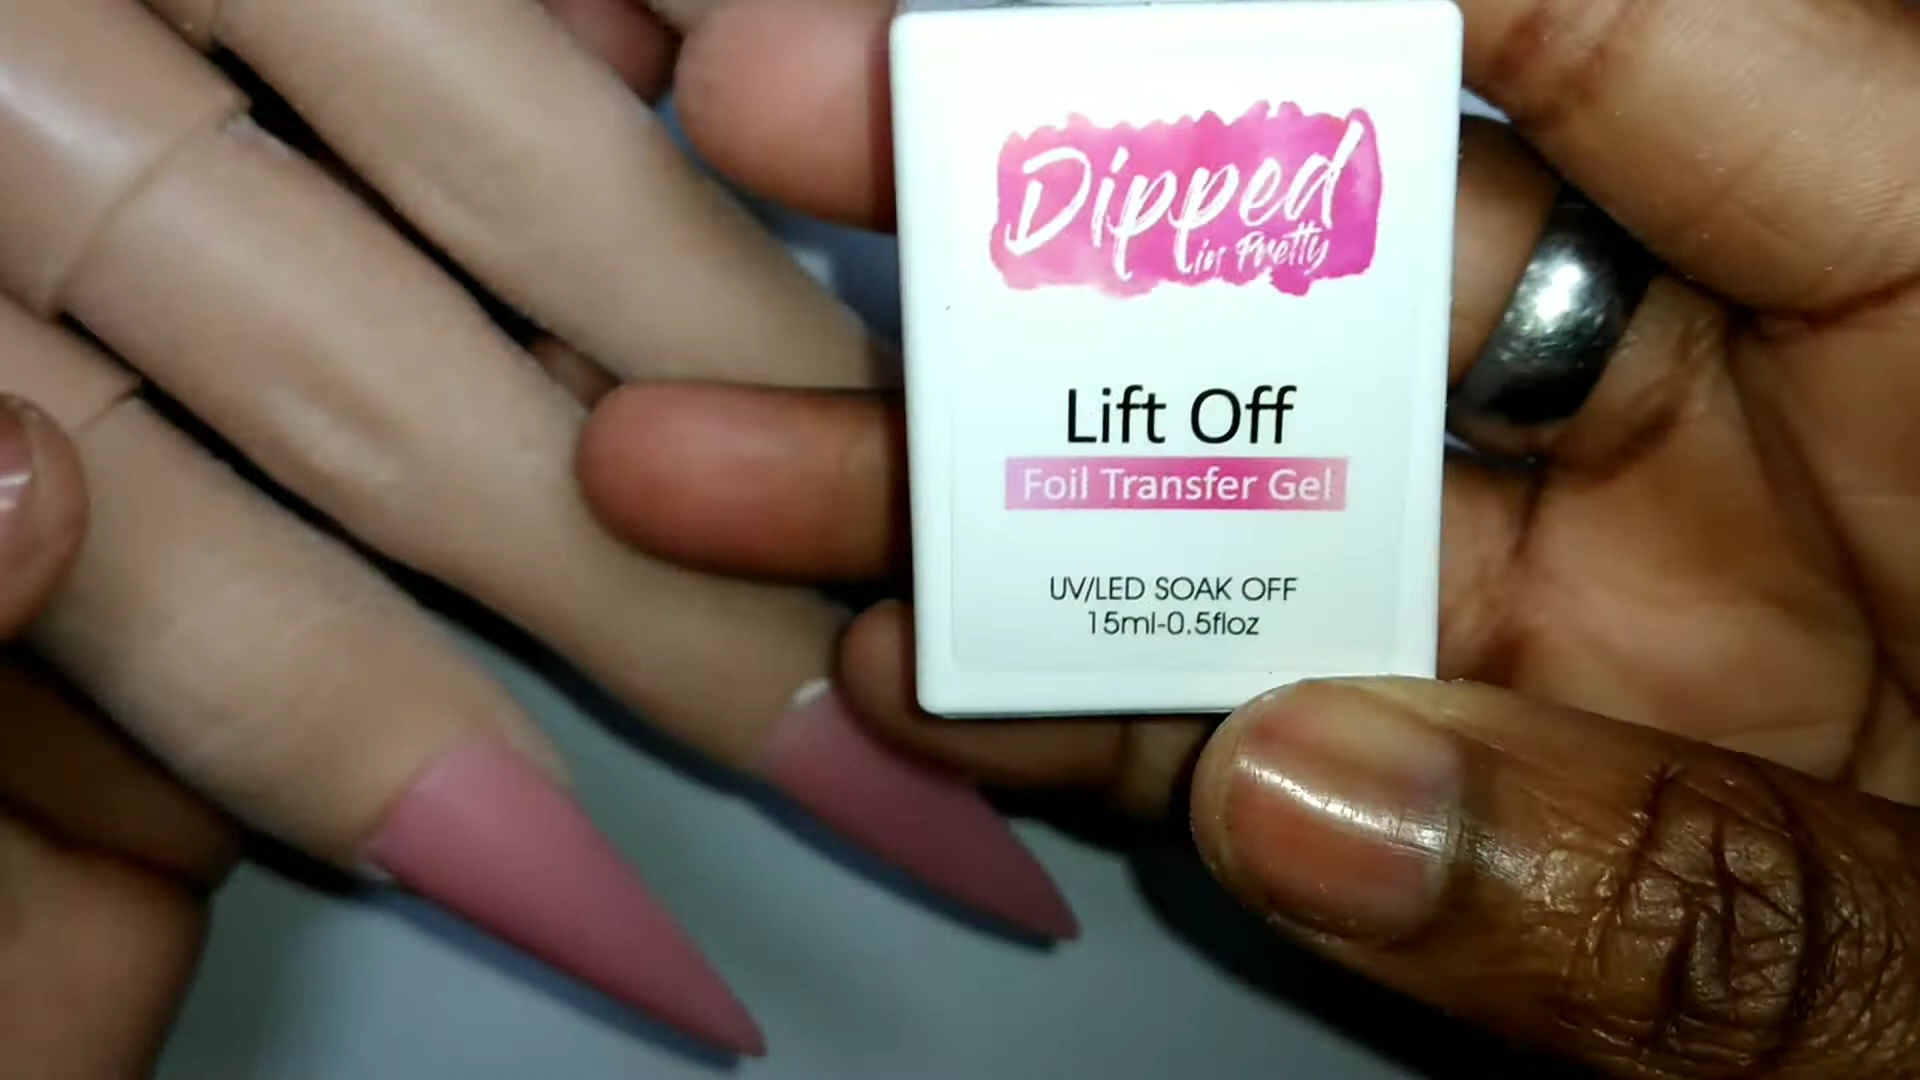 Dipped
in Pretty
Lift Off
Foil Transfer Gel
UV/LED SOAK OFF
15ml-0.5floz